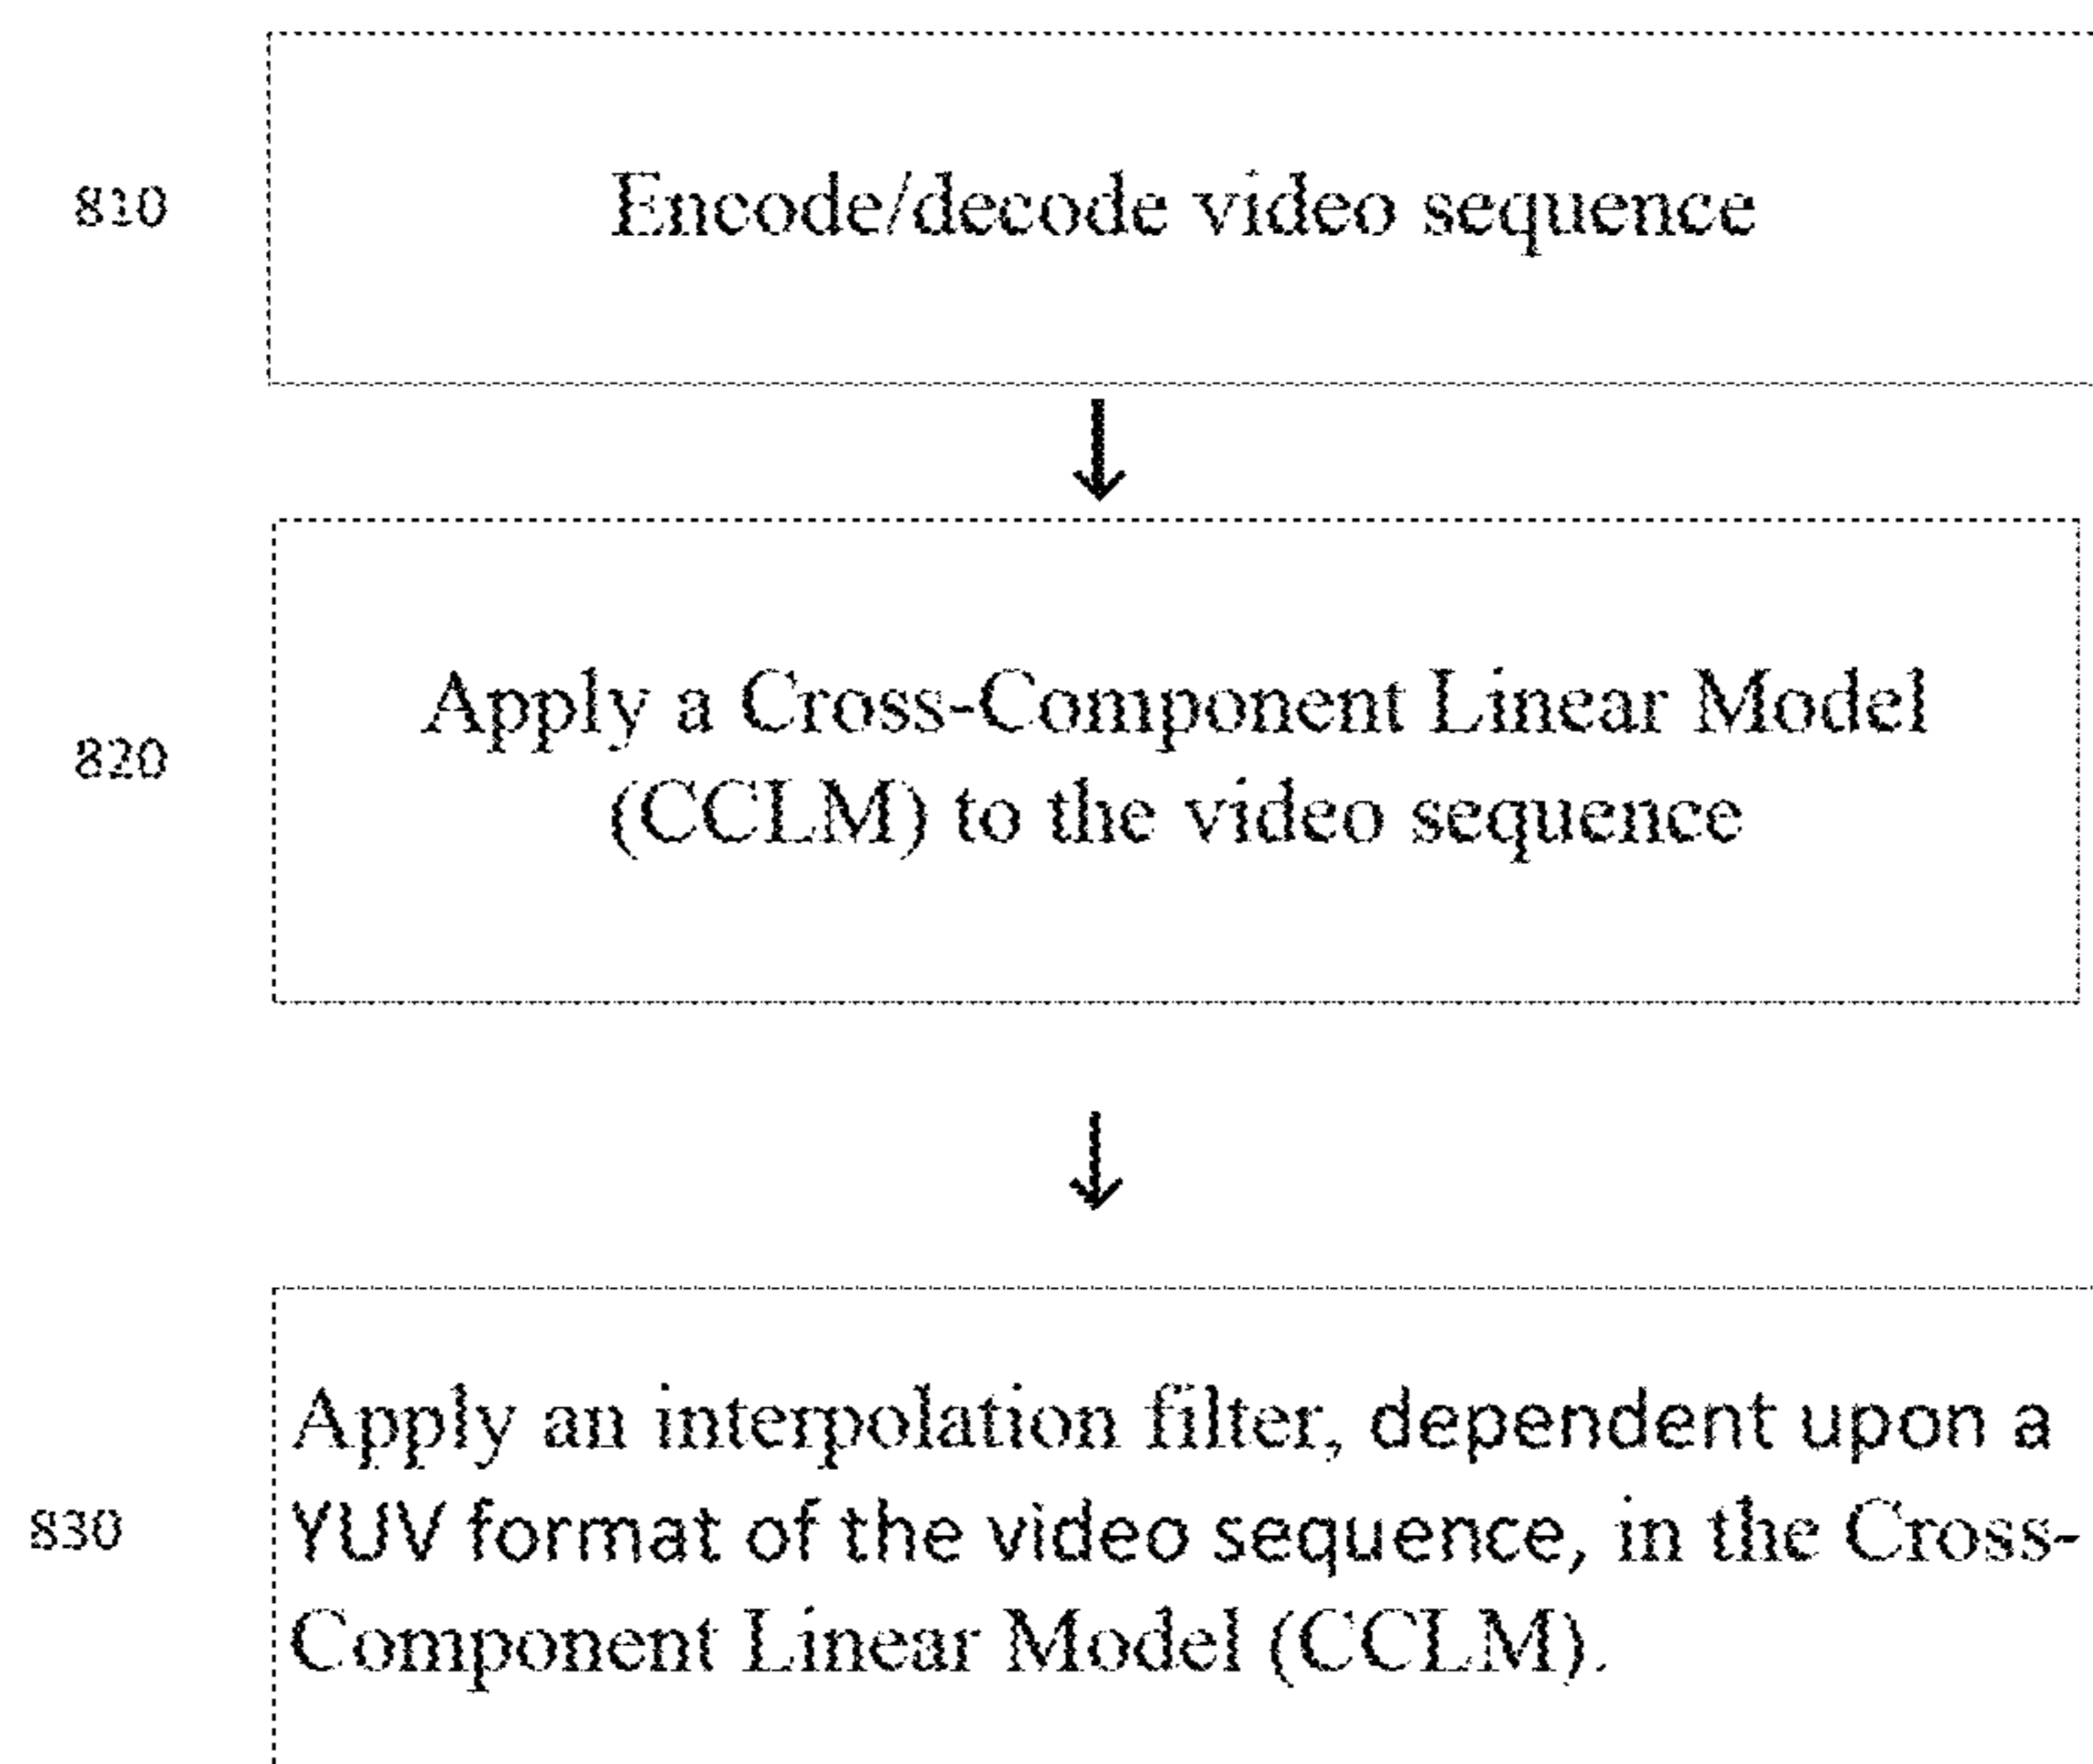 810
Encode/decode video sequence
820
Apply a Cross-Component Linear Model
(CCLM) to the video sequence
830
Apply an interpolation filter, dependent upon a
YUV format of the video sequence, in the Cross-
Component Linear Model (CCLM).